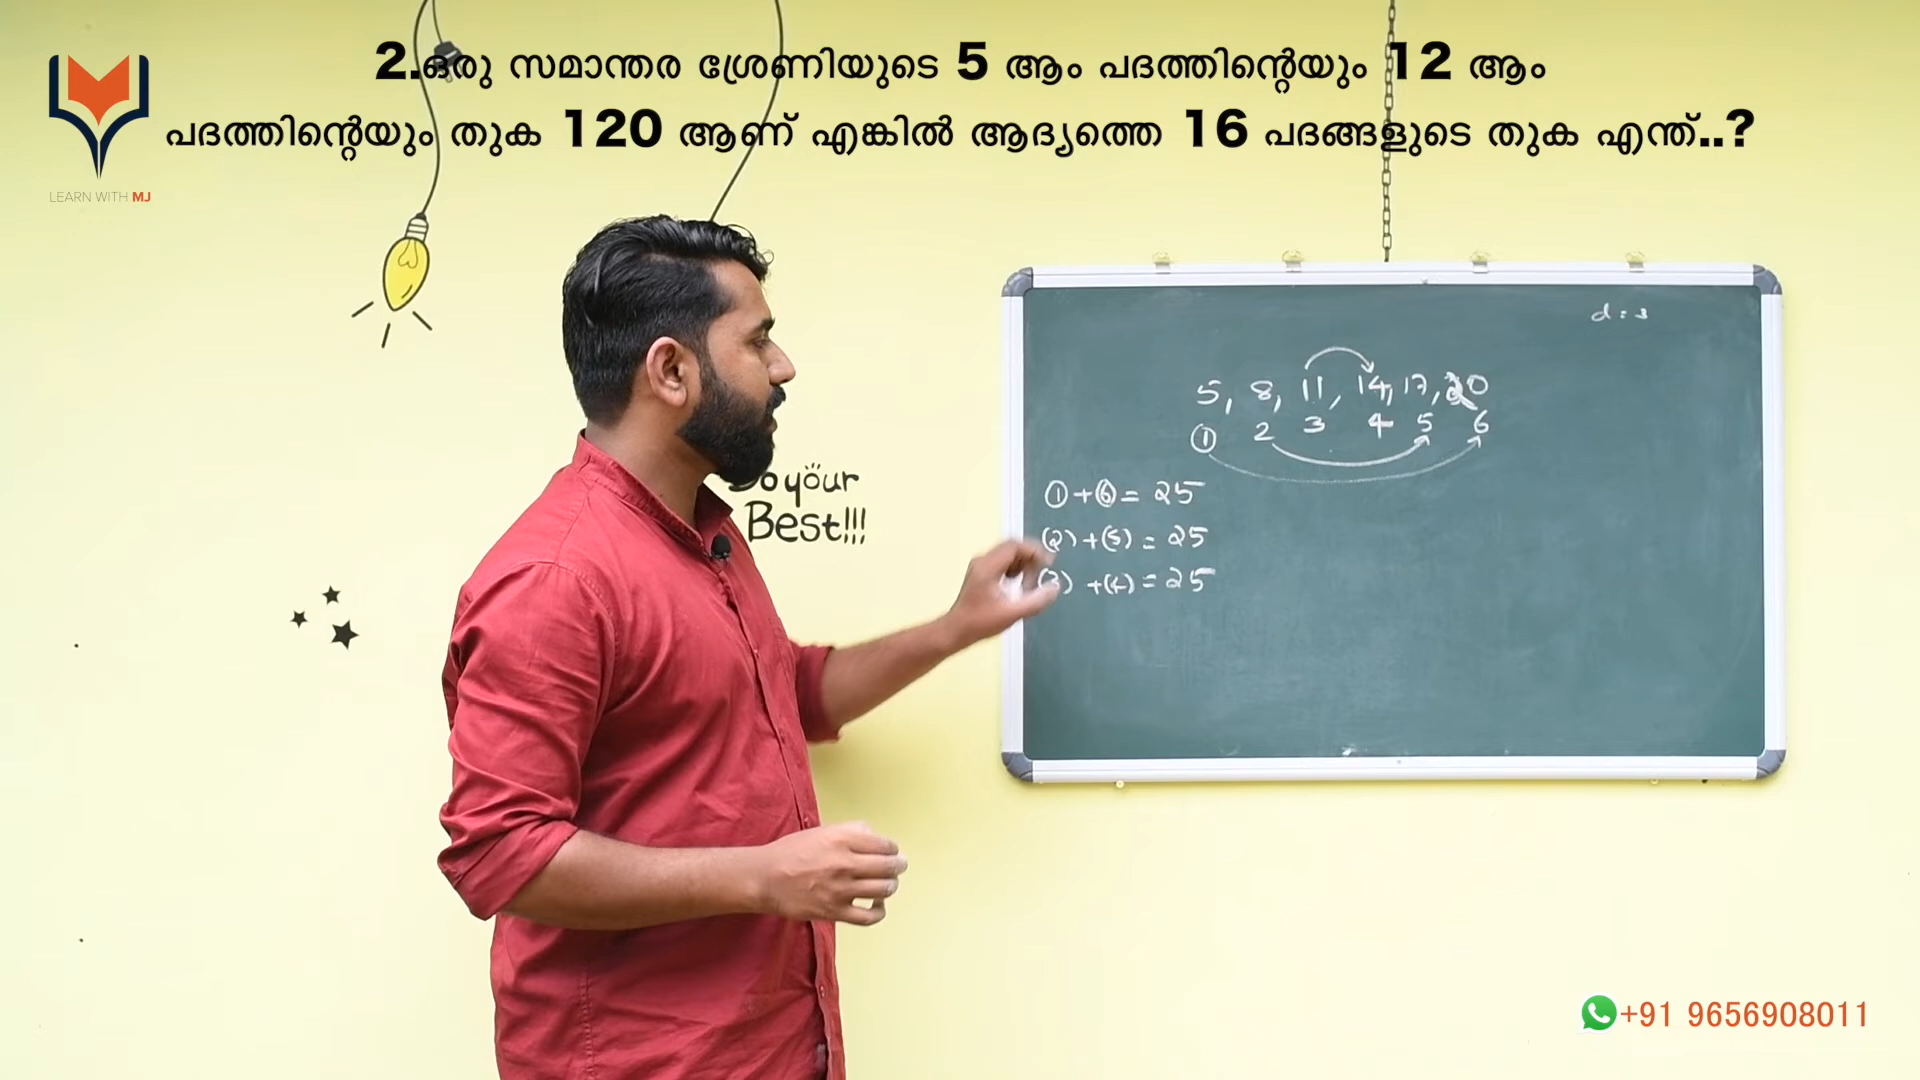 2.ഒരു സമാന്തര ശ്രേണിയുടെ 5 ആം പദത്തിന്റെയും 12 ആം
പദത്തിന്റെയും തുക 120 ആണ് എങ്കിൽ ആദ്യത്തെ 16 പദങ്ങളുടെ തുക എന്ത്..?
LEARN WITH MJ
d = 3
5, 8, 11, 14, 17, 20
1 2 3 4 5 6
(1) + (6) = 25
(2) + (5) = 25
(3) + (4) = 25
your
Best!!!
+91 9656908011